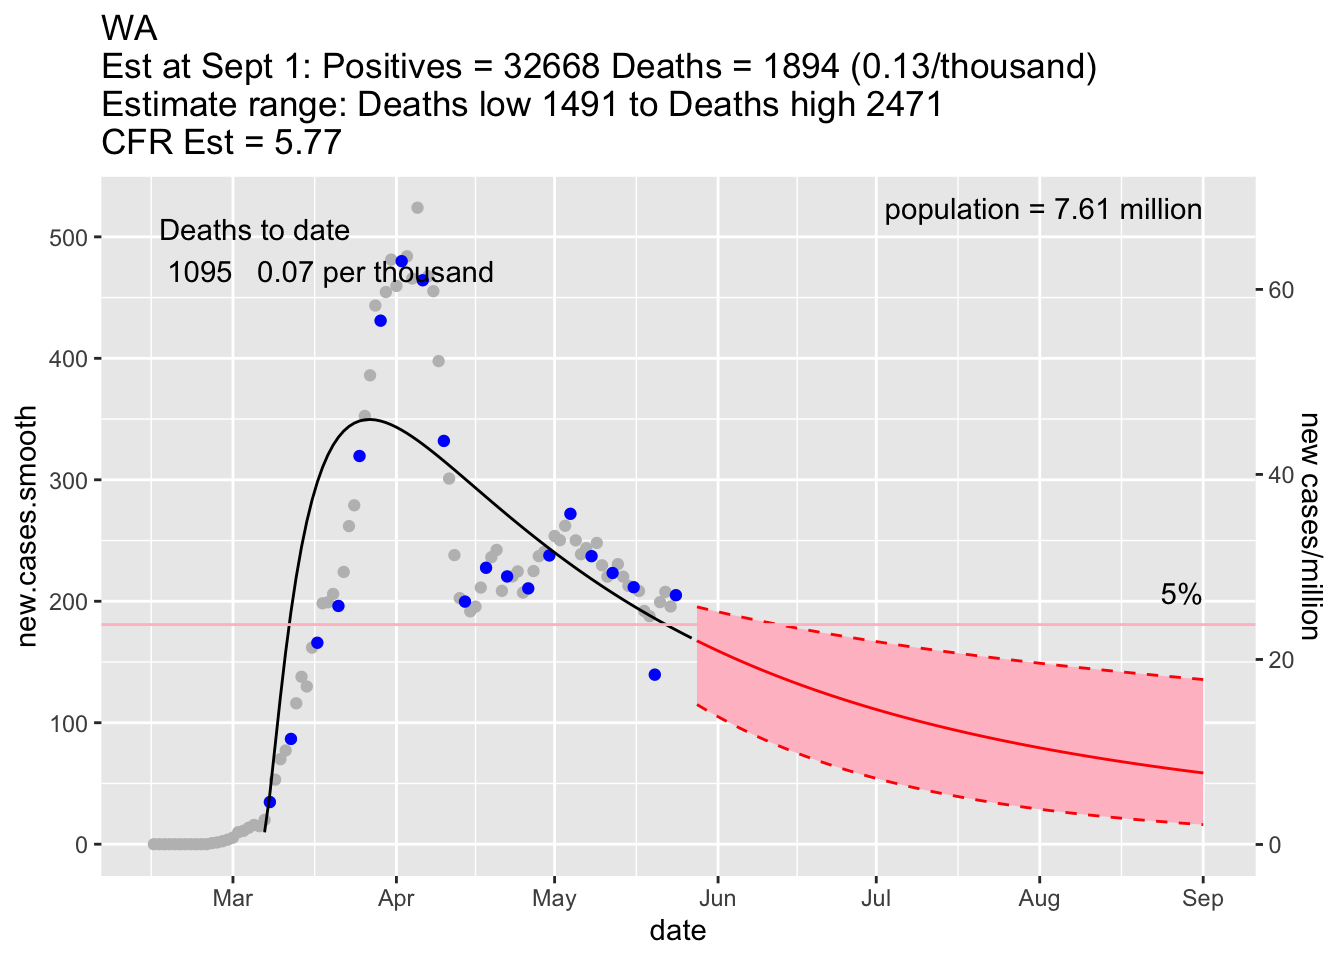 WA
Est at Sept 1: Positives = 32668 Deaths = 1894 (0.13/thousand)
Estimate range: Deaths low 1491 to Deaths high 2471
CFR Est = 5.77
Deaths to date
1095 0.07 per thousand
population = 7.61 million
5%
new.cases.smooth
500
400
300
200
100
0
60
40
20
0
new cases/million
Mar Apr May Jun Jul Aug Sep
date